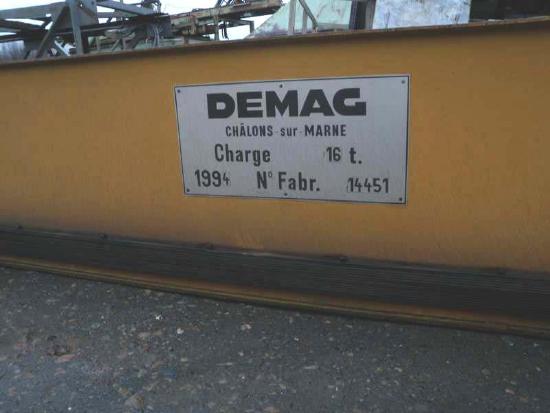 DEMAG
CHÂLONS-sur-MARNE
Charge 16 t.
1994 N° Fabr. 14451